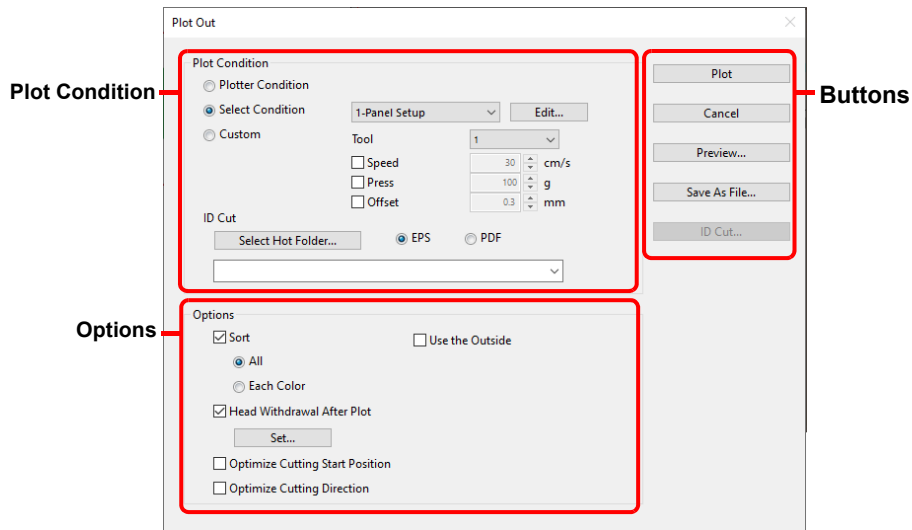 Plot Out
Plot Condition
Plot Condition
Plotter Condition
Select Condition
1-Panel Setup
Edit...
Custom
Tool
1
Speed
30 cm/s
Press
100 g
Offset
0.3 mm
ID Cut
Select Hot Folder...
EPS
PDF
Buttons
Plot
Cancel
Preview...
Save As File...
ID Cut...
Options
Options
Sort
Use the Outside
All
Each Color
Head Withdrawal After Plot
Set...
Optimize Cutting Start Position
Optimize Cutting Direction